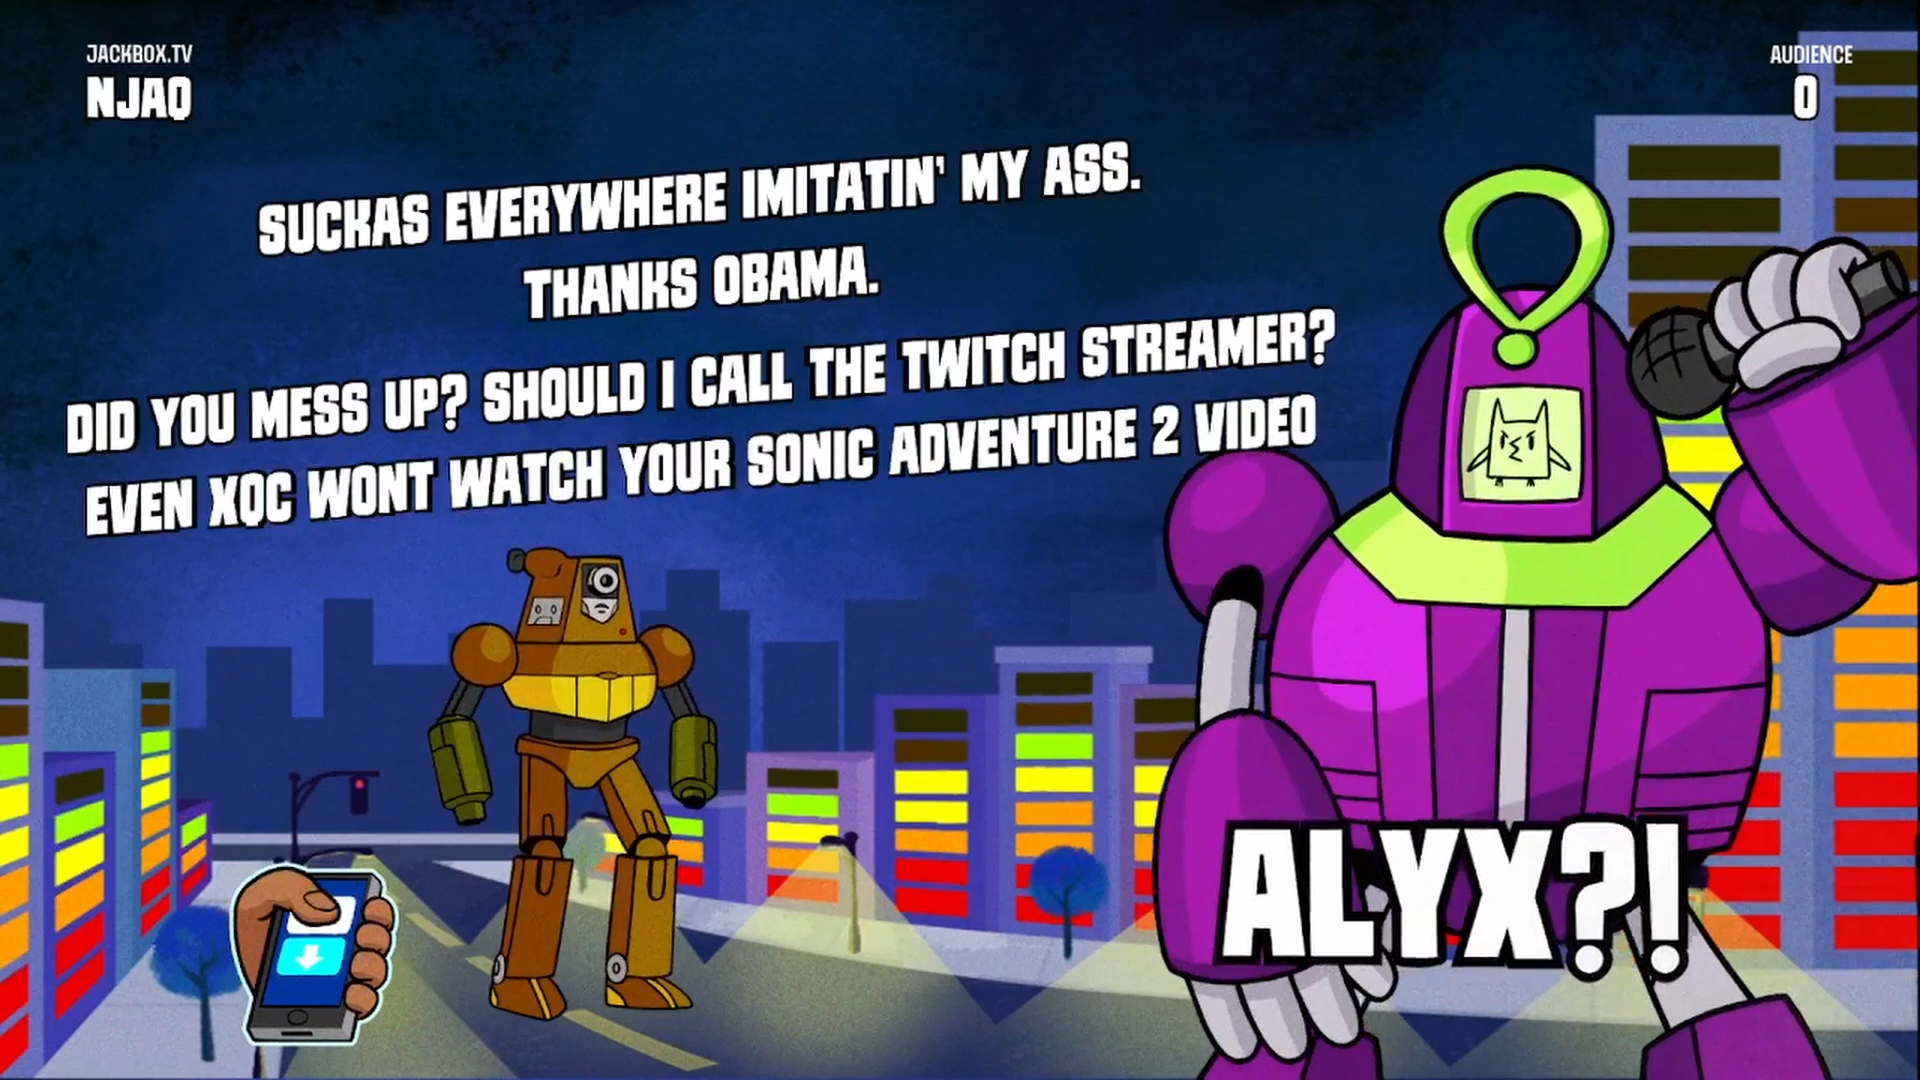 JACKBOX.TV
NJAQ
AUDIENCE
0
SUCKAS EVERYWHERE IMITATIN' MY ASS.
THANKS OBAMA.
DID YOU MESS UP? SHOULD I CALL THE TWITCH STREAMER?
EVEN XQC WONT WATCH YOUR SONIC ADVENTURE 2 VIDEO
ALYX?!